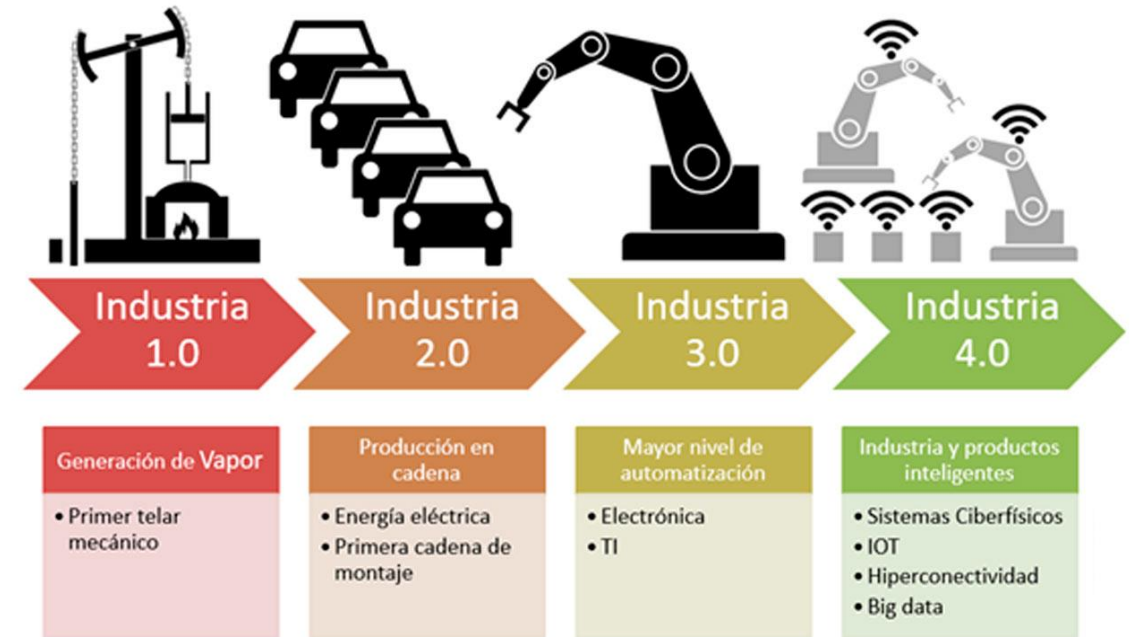 Industria
1.0
Industria
2.0
Industria
3.0
Industria
4.0
Generación de Vapor
• Primer telar
mecánico
Producción en
cadena
• Energía eléctrica
• Primera cadena de
montaje
Mayor nivel de
automatización
• Electrónica
• TI
Industria y productos
inteligentes
• Sistemas Ciberfísicos
• IOT
• Hiperconectividad
• Big data